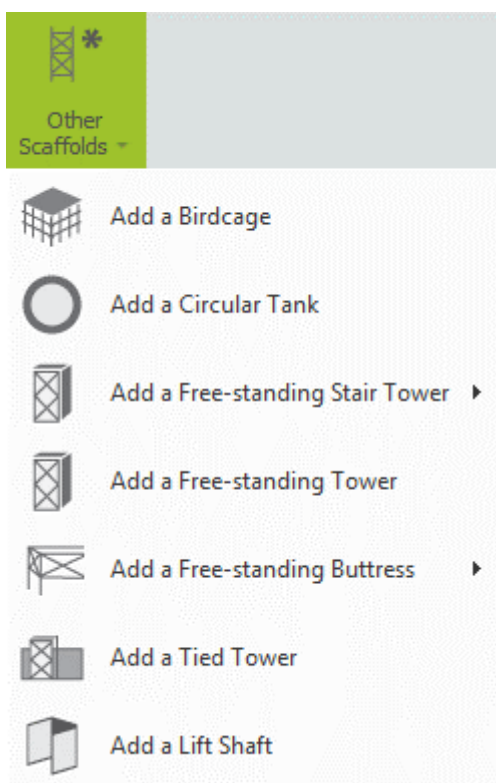 Other
Scaffolds
Add a Birdcage
Add a Circular Tank
Add a Free-standing Stair Tower
Add a Free-standing Tower
Add a Free-standing Buttress
Add a Tied Tower
Add a Lift Shaft